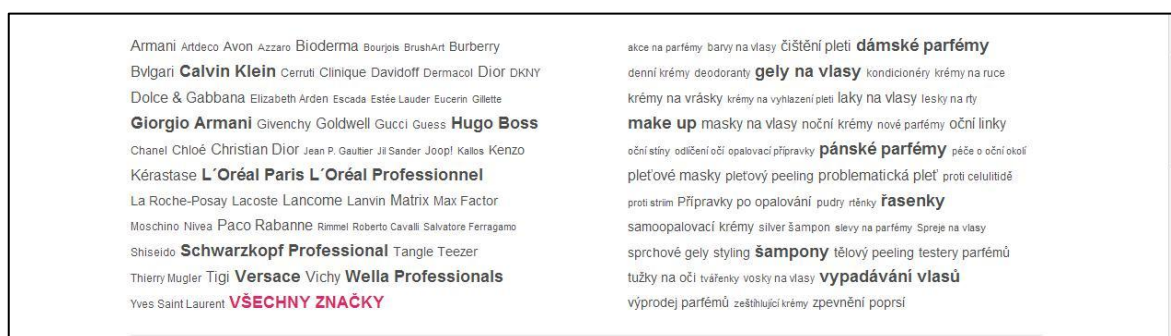 Armani Artdeco Avon Azzaro Bioderma Bourjois BrushArt Burberry
Bvlgari Calvin Klein Cerruti Clinique Davidoff Dermacol Dior DKNY
Dolce & Gabbana Elizabeth Arden Escada Estée Lauder Eucerin Gillette
Giorgio Armani Givenchy Goldwell Gucci Guess Hugo Boss
Chanel Chloé Christian Dior Jean P. Gaultier Jil Sander Joop! Kallos Kenzo
Kérastase L´Oréal Paris L´Oréal Professionnel
La Roche-Posay Lacoste Lancome Lanvin Matrix Max Factor
Moschino Nivea Paco Rabanne Rimmel Roberto Cavalli Salvatore Ferragamo
Shiseido Schwarzkopf Professional Tangle Teezer
Thierry Mugler Tigi Versace Vichy Wella Professionals
Yves Saint Laurent VŠECHNY ZNAČKY
akce na parfémy barvy na vlasy čištění pleti dámské parfémy
denní krémy deodoranty gely na vlasy kondicionéry krémy na ruce
krémy na vrásky krémy na vyhlazení pleti laky na vlasy lesky na rty
make up masky na vlasy noční krémy nové parfémy oční linky
oční stíny odlíčení očí opalovací přípravky pánské parfémy péče o oční okolí
pleťové masky pleťový peeling problematická pleť proti celulitidě
proti striím Přípravky po opalování pudry rtěnky řasenky
samoopalovací krémy silver šampon slevy na parfémy Spreje na vlasy
sprchové gely styling šampony tělový peeling testery parfémů
tužky na oči tvářenky vosky na vlasy vypadávání vlasů
výprodej parfémů zeštíhlující krémy zpevnění poprsí